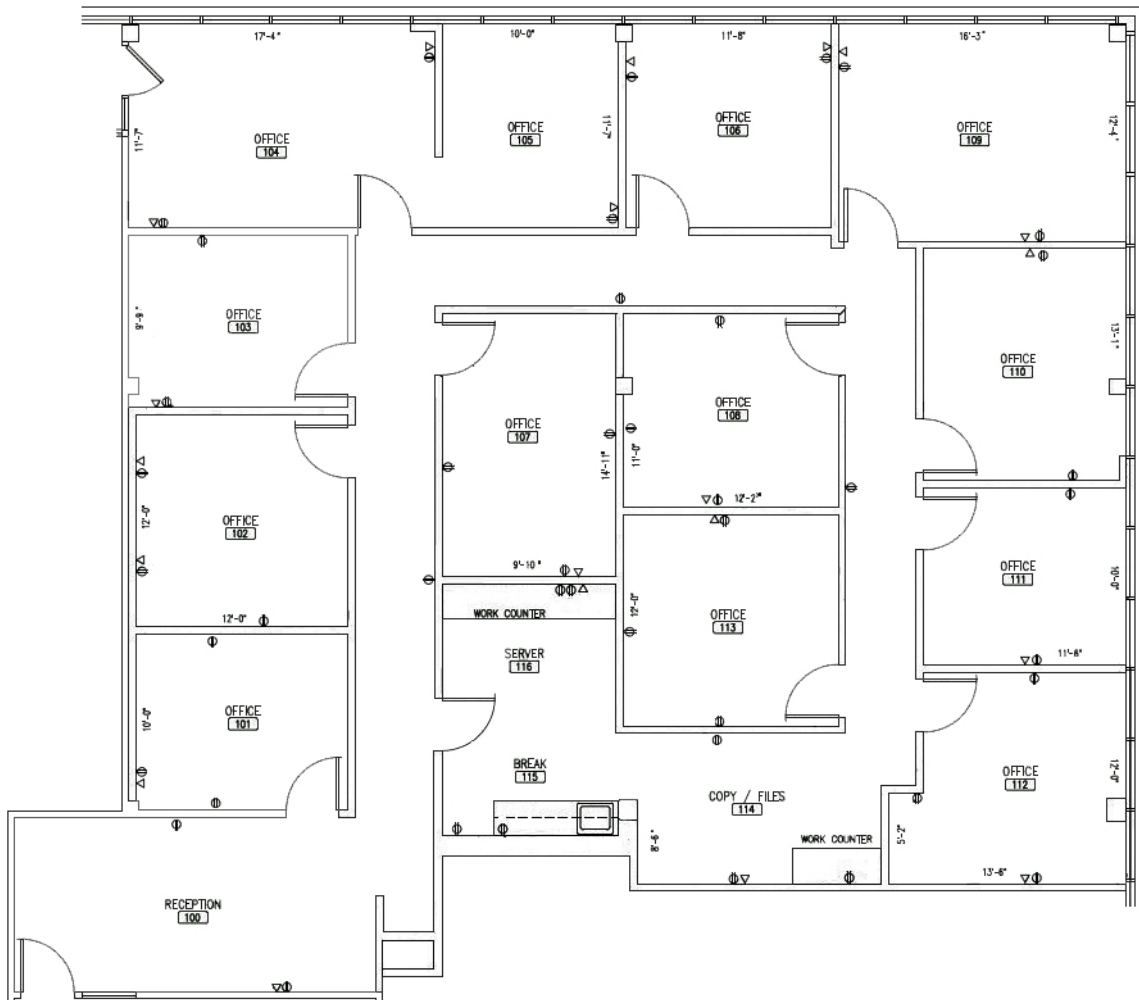 17'-4"
10'-0"
11'-8"
16'-3"
11'-7"
OFFICE
104
OFFICE
105
11'-7"
OFFICE
106
OFFICE
109
12'-4"
9'-9"
OFFICE
103
OFFICE
110
13'-1"
OFFICE
107
14'-11"
OFFICE
108
11'-0"
12'-2"
12'-0"
OFFICE
102
12'-0"
9'-10"
OFFICE
111
10'-0"
11'-8"
WORK COUNTER
SERVER
116
12'-0"
OFFICE
113
10'-0"
OFFICE
101
BREAK
115
COPY / FILES
114
8'-6"
WORK COUNTER
OFFICE
112
12'-0"
5'-2"
13'-6"
RECEPTION
100